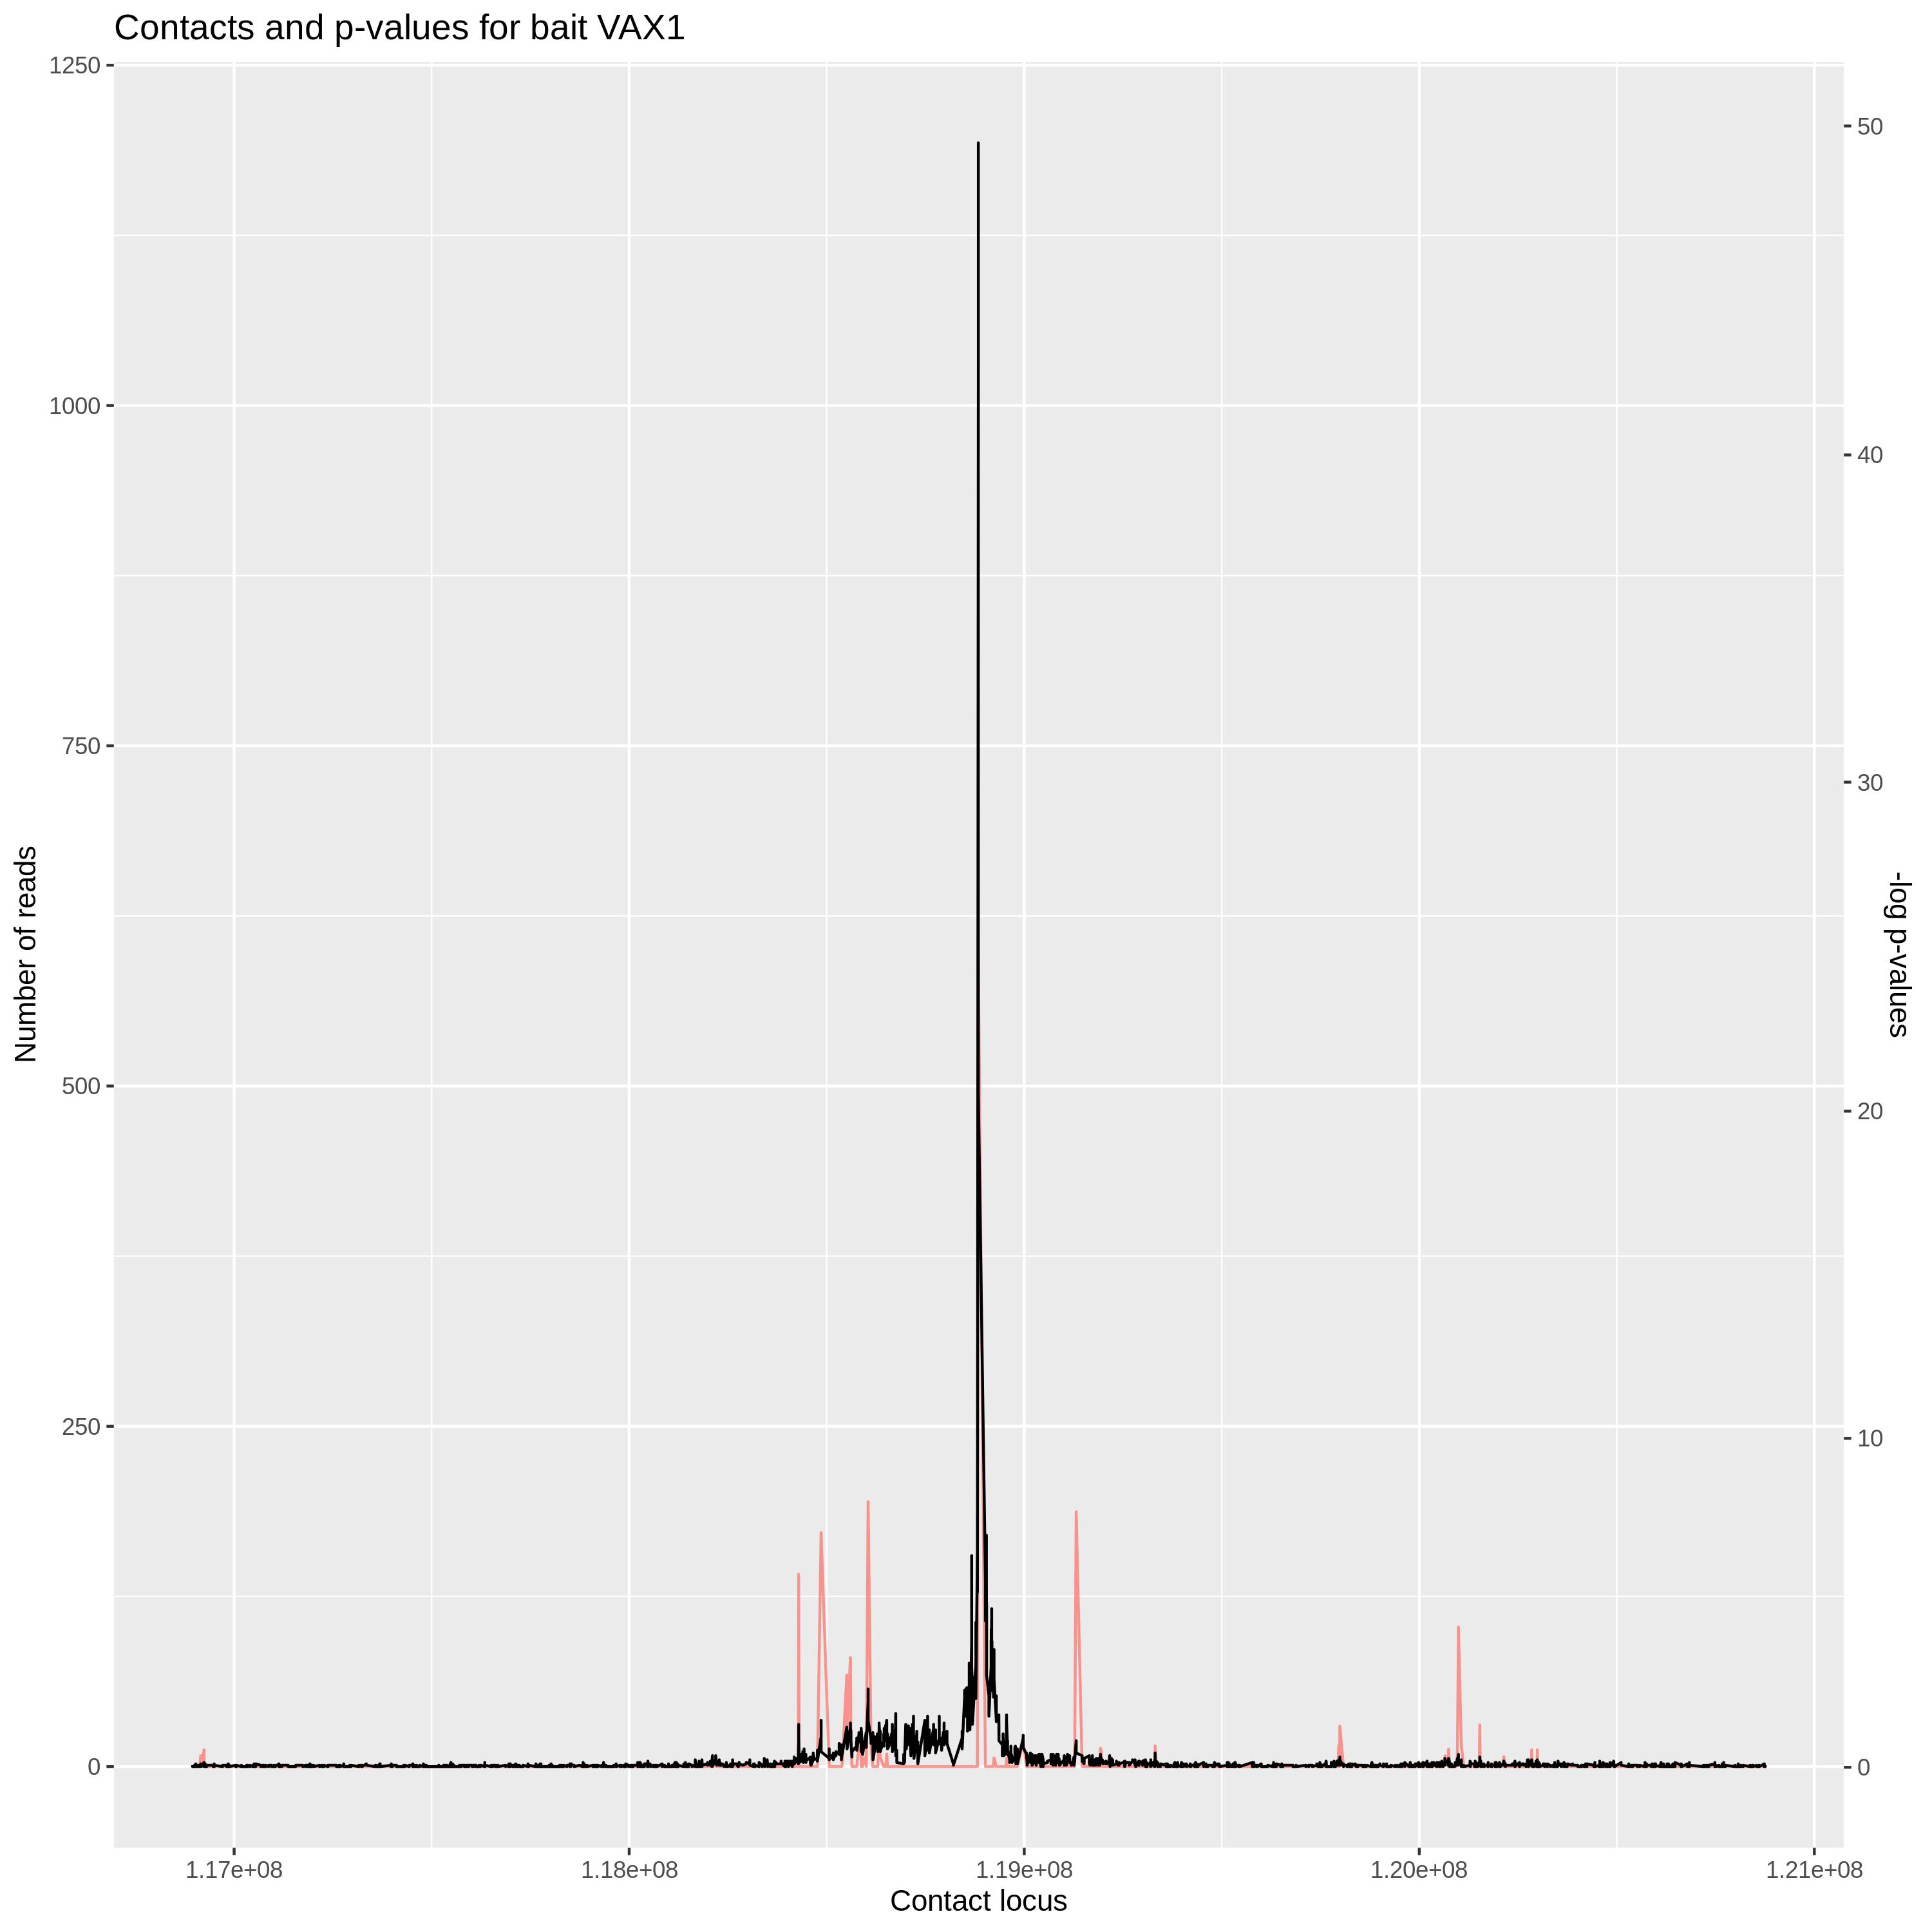 Contacts and p-values for bait VAX1
1250
1000
750
500
250
0
Number of reads
50
40
30
20
10
0
-log p-values
1.17e+08
1.18e+08
1.19e+08
1.20e+08
1.21e+08
Contact locus